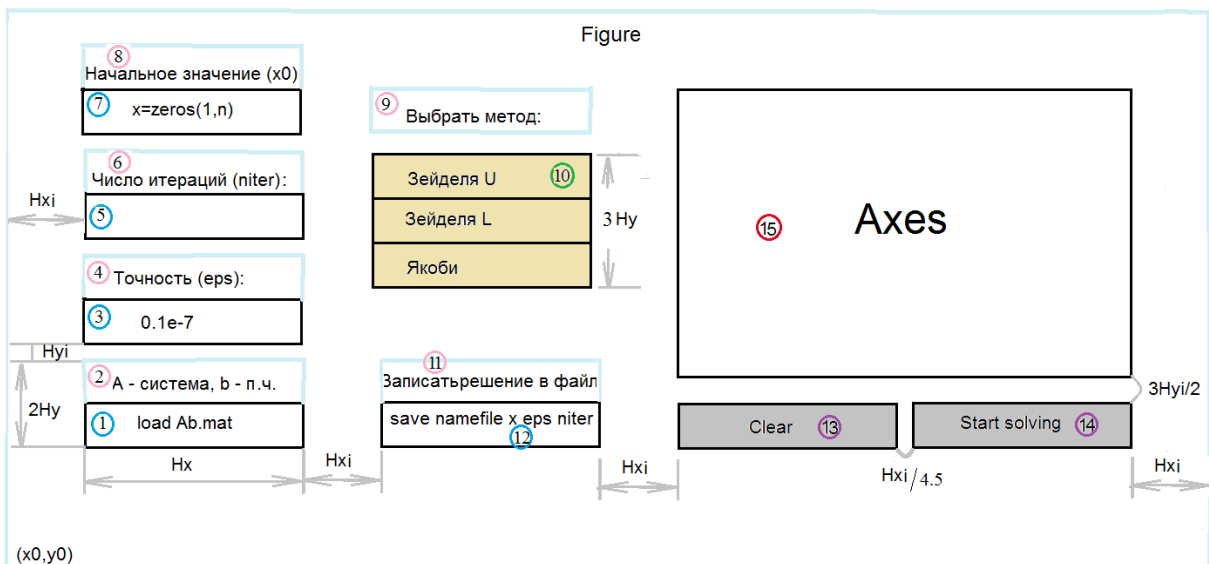 Figure
8
Начальное значение (x0)
7 x=zeros(1,n)
6
Число итераций (niter):
5
Hxi
4 Точность (eps):
3 0.1e-7
Hyi
2 А - система, b - п.ч.
2Hy
1 load Ab.mat
Hx
Hxi
9 Выбрать метод:
Зейделя U 10
Зейделя L
Якоби
3 Hy
11
Записатьрешение в файл
save namefile x eps niter
12
Hxi
15 Axes
3Hyi/2
Clear 13
Start solving 14
Hxi/4.5
Hxi
(x0,y0)